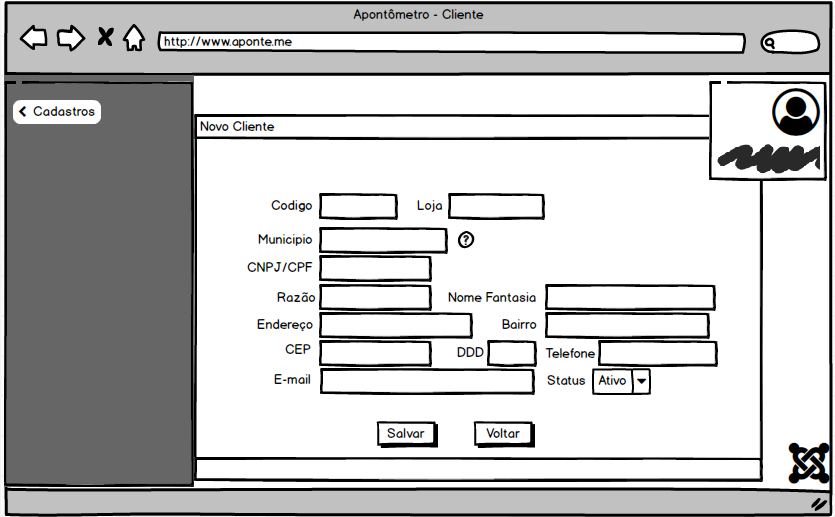 Apontômetro - Cliente
http://www.aponte.me
Cadastros
Novo Cliente
Codigo Loja
Municipio ?
CNPJ/CPF
Razão Nome Fantasia
Endereço Bairro
CEP DDD Telefone
E-mail Status Ativo
Salvar Voltar